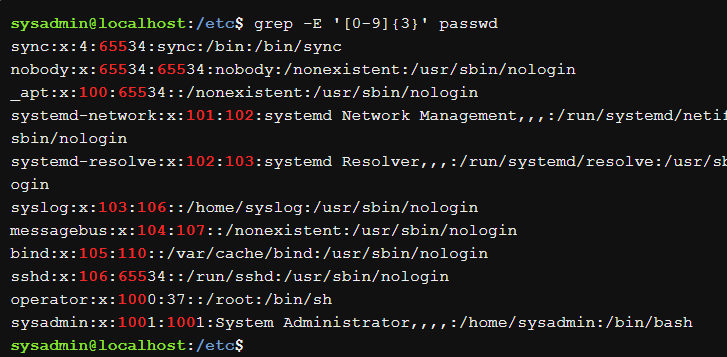 sysadmin@localhost:/etc$ grep -E '[0-9]{3}' passwd
sync:x:4:65534:sync:/bin:/bin/sync
nobody:x:65534:65534:nobody:/nonexistent:/usr/sbin/nologin
_apt:x:100:65534::/nonexistent:/usr/sbin/nologin
systemd-network:x:101:102:systemd Network Management,,,:/run/systemd/netif
sbin/nologin
systemd-resolve:x:102:103:systemd Resolver,,,:/run/systemd/resolve:/usr/sb
ogin
syslog:x:103:106::/home/syslog:/usr/sbin/nologin
messagebus:x:104:107::/nonexistent:/usr/sbin/nologin
bind:x:105:110::/var/cache/bind:/usr/sbin/nologin
sshd:x:106:65534::/run/sshd:/usr/sbin/nologin
operator:x:1000:37::/root:/bin/sh
sysadmin:x:1001:1001:System Administrator,,,,:/home/sysadmin:/bin/bash
sysadmin@localhost:/etc$